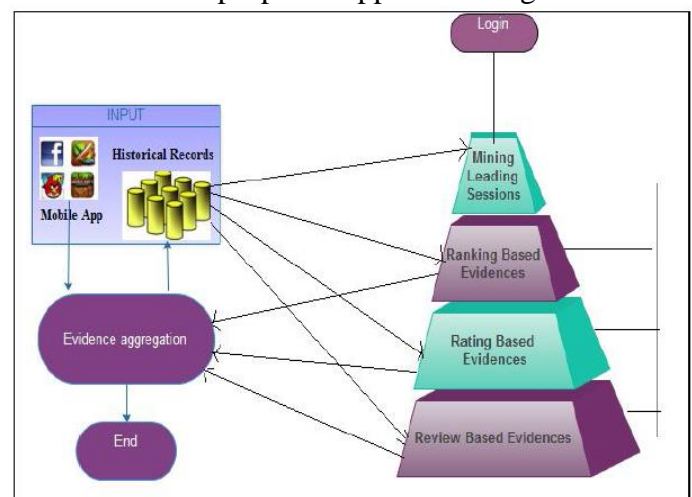 Login
INPUT
Historical Records
Mobile App
Mining
Leading
Sessions
Ranking Based
Evidences
Rating Based
Evidences
Review Based Evidences
Evidence aggregation
End